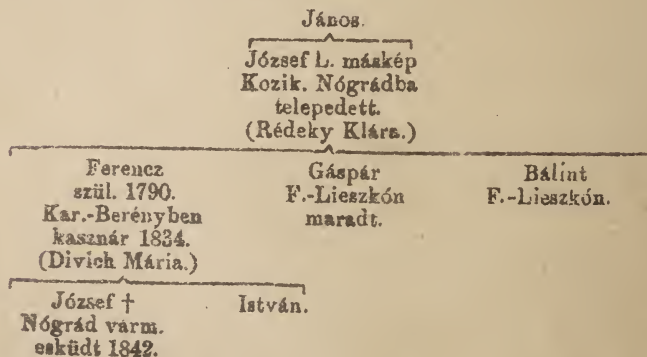 János.
József L. máskép
Kozik. Nógrádba
telepedett.
(Rédeky Klára.)
Ferencz
szül. 1790.
Kar.-Berényben
kasznár 1834.
(Divich Mária.)
Gáspár
F.-Lieszkón
maradt.
Bálint
F.-Lieszkón.
József †
Nógrád várm.
esküdt 1842.
István.